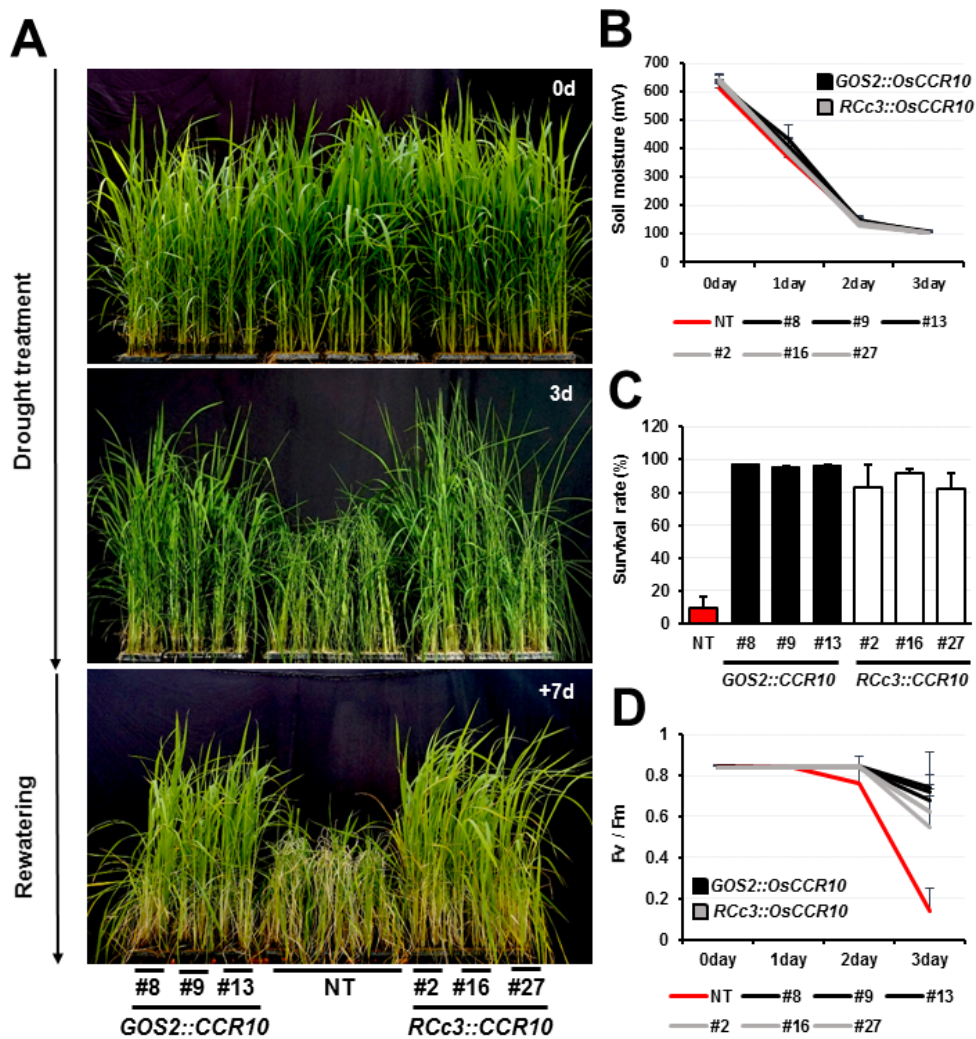 A
Drought treatment
Rewatering
0d
3d
+7d
#8 #9 #13 NT #2 #16 #27
GOS2::CCR10 RCc3::CCR10
B
Soil moisture (mV)
700
600
500
400
300
200
100
0
GOS2::OsCCR10
RCc3::OsCCR10
0day 1day 2day 3day
NT #8 #9 #13
#2 #16 #27
C
Survival rate (%)
120
100
80
60
40
20
0
NT #8 #9 #13 #2 #16 #27
GOS2::CCR10 RCc3::CCR10
D
Fv / Fm
1
0.8
0.6
0.4
0.2
0
GOS2::OsCCR10
RCc3::OsCCR10
0day 1day 2day 3day
NT #8 #9 #13
#2 #16 #27